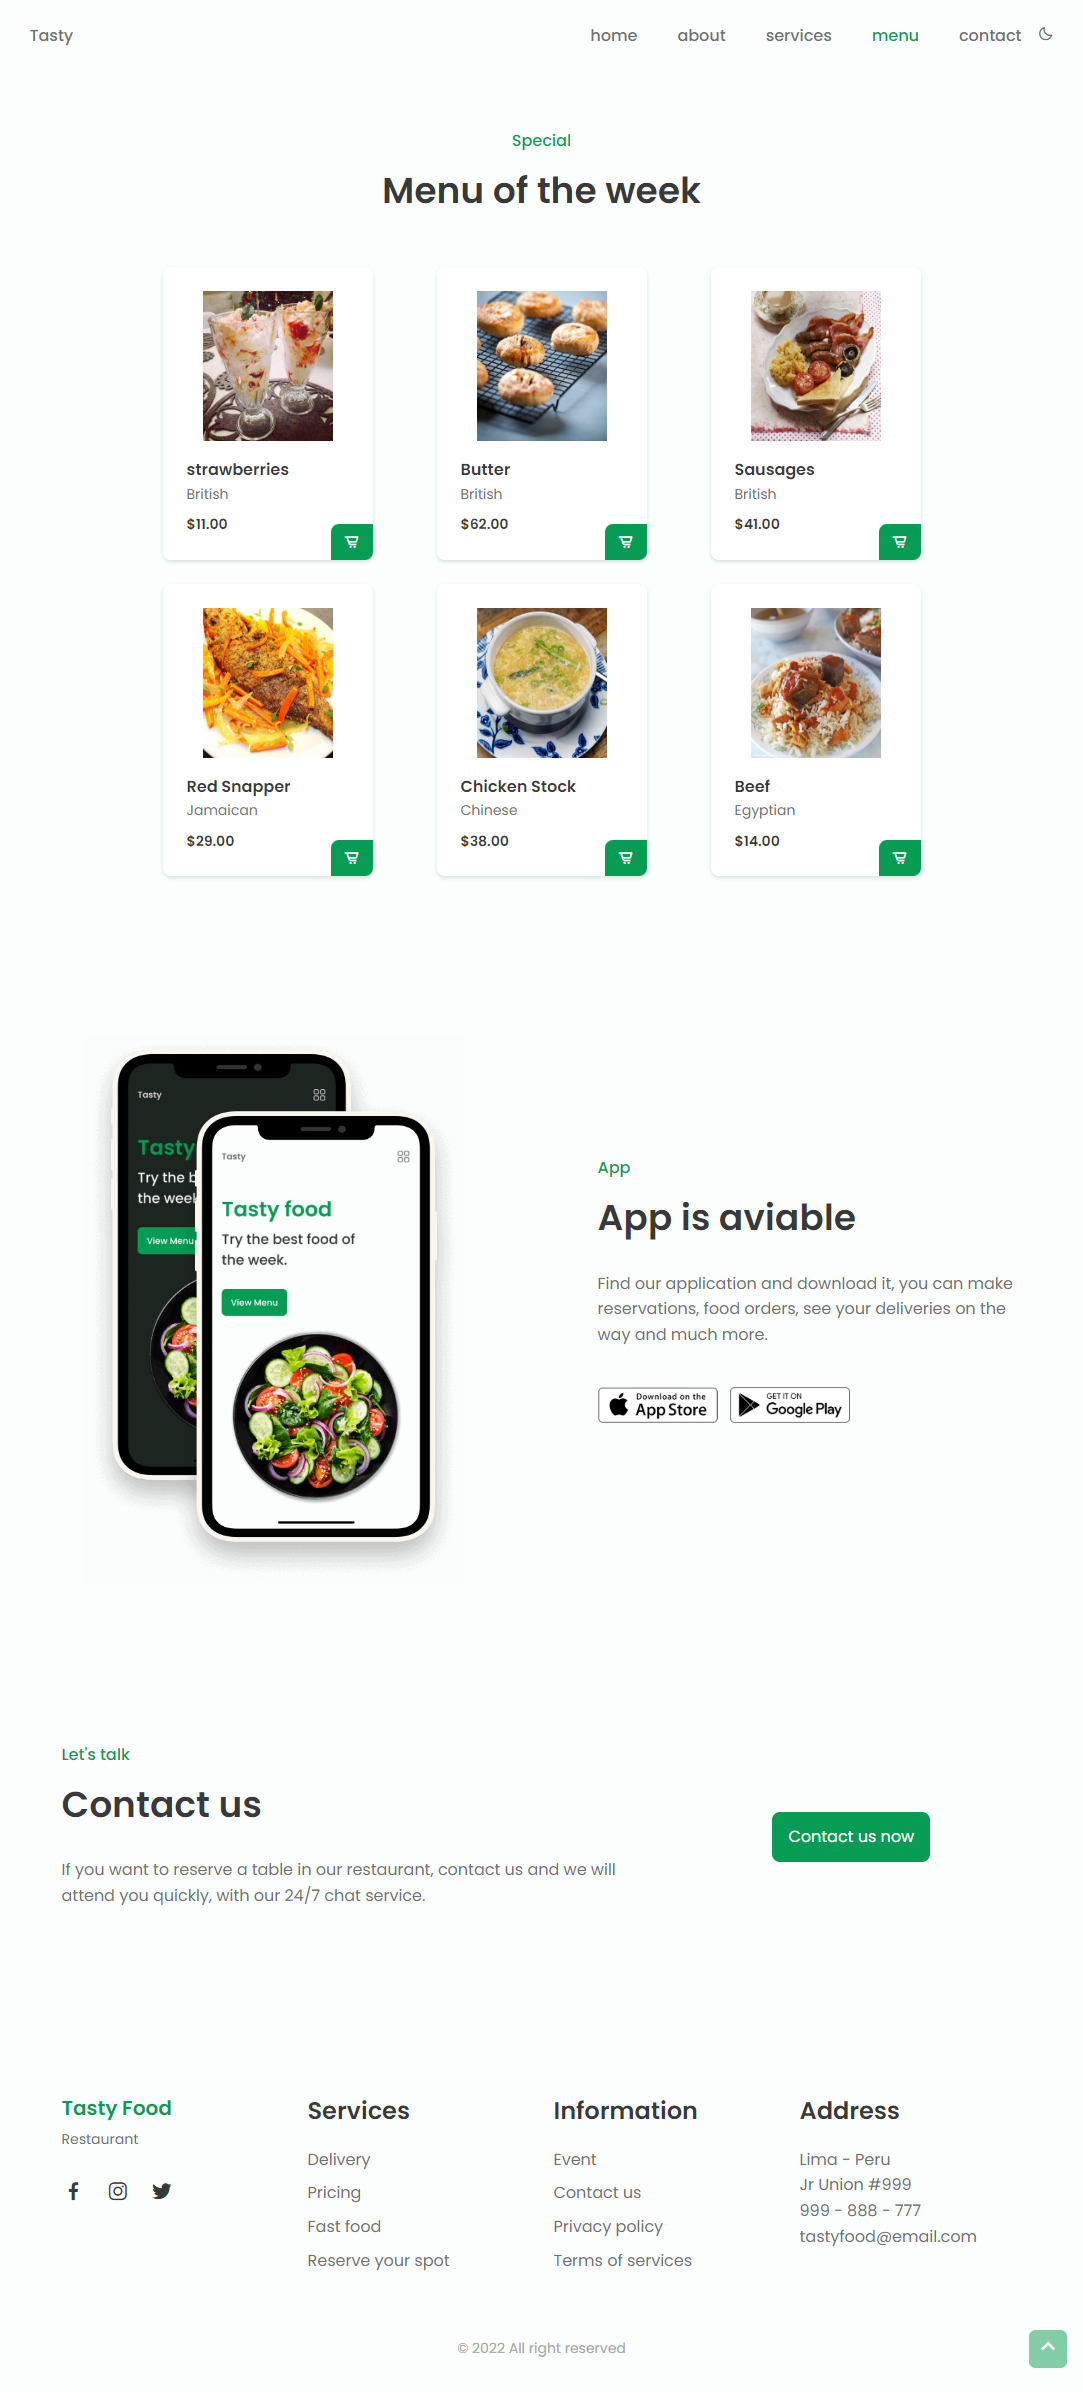 Tasty
home
about
services
menu
contact
Special
Menu of the week
strawberries
British
$11.00
Butter
British
$62.00
Sausages
British
$41.00
Red Snapper
Jamaican
$29.00
Chicken Stock
Chinese
$38.00
Beef
Egyptian
$14.00
Tasty
Tasty
Try the b
the week
View Menu
Tasty
Tasty food
Try the best food of
the week.
View Menu
App
App is aviable
Find our application and download it, you can make
reservations, food orders, see your deliveries on the
way and much more.
Download on the
App Store
GET IT ON
Google Play
Let's talk
Contact us
If you want to reserve a table in our restaurant, contact us and we will
attend you quickly, with our 24/7 chat service.
Contact us now
Tasty Food
Restaurant
Services
Delivery
Pricing
Fast food
Reserve your spot
Information
Event
Contact us
Privacy policy
Terms of services
Address
Lima - Peru
Jr Union #999
999 - 888 - 777
tastyfood@email.com
© 2022 All right reserved